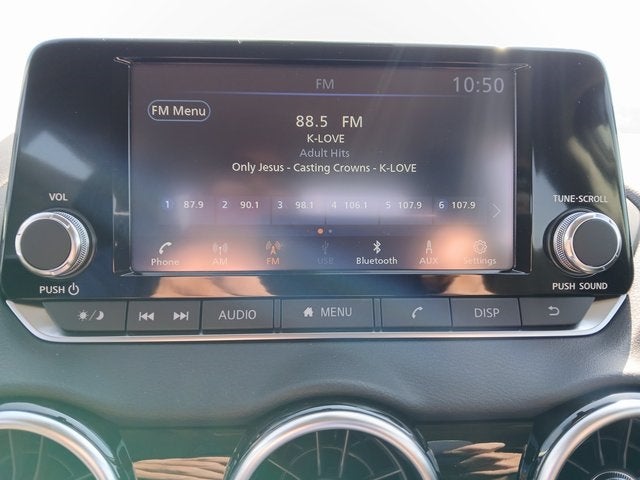 FM 10:50
FM Menu
88.5 FM
K-LOVE
Adult Hits
Only Jesus - Casting Crowns - K-LOVE
VOL
TUNE·SCROLL
1 87.9 2 90.1 3 98.1 4 106.1 5 107.9 6 107.9
Phone AM FM USB Bluetooth AUX Settings
PUSH
PUSH SOUND
AUDIO MENU DISP